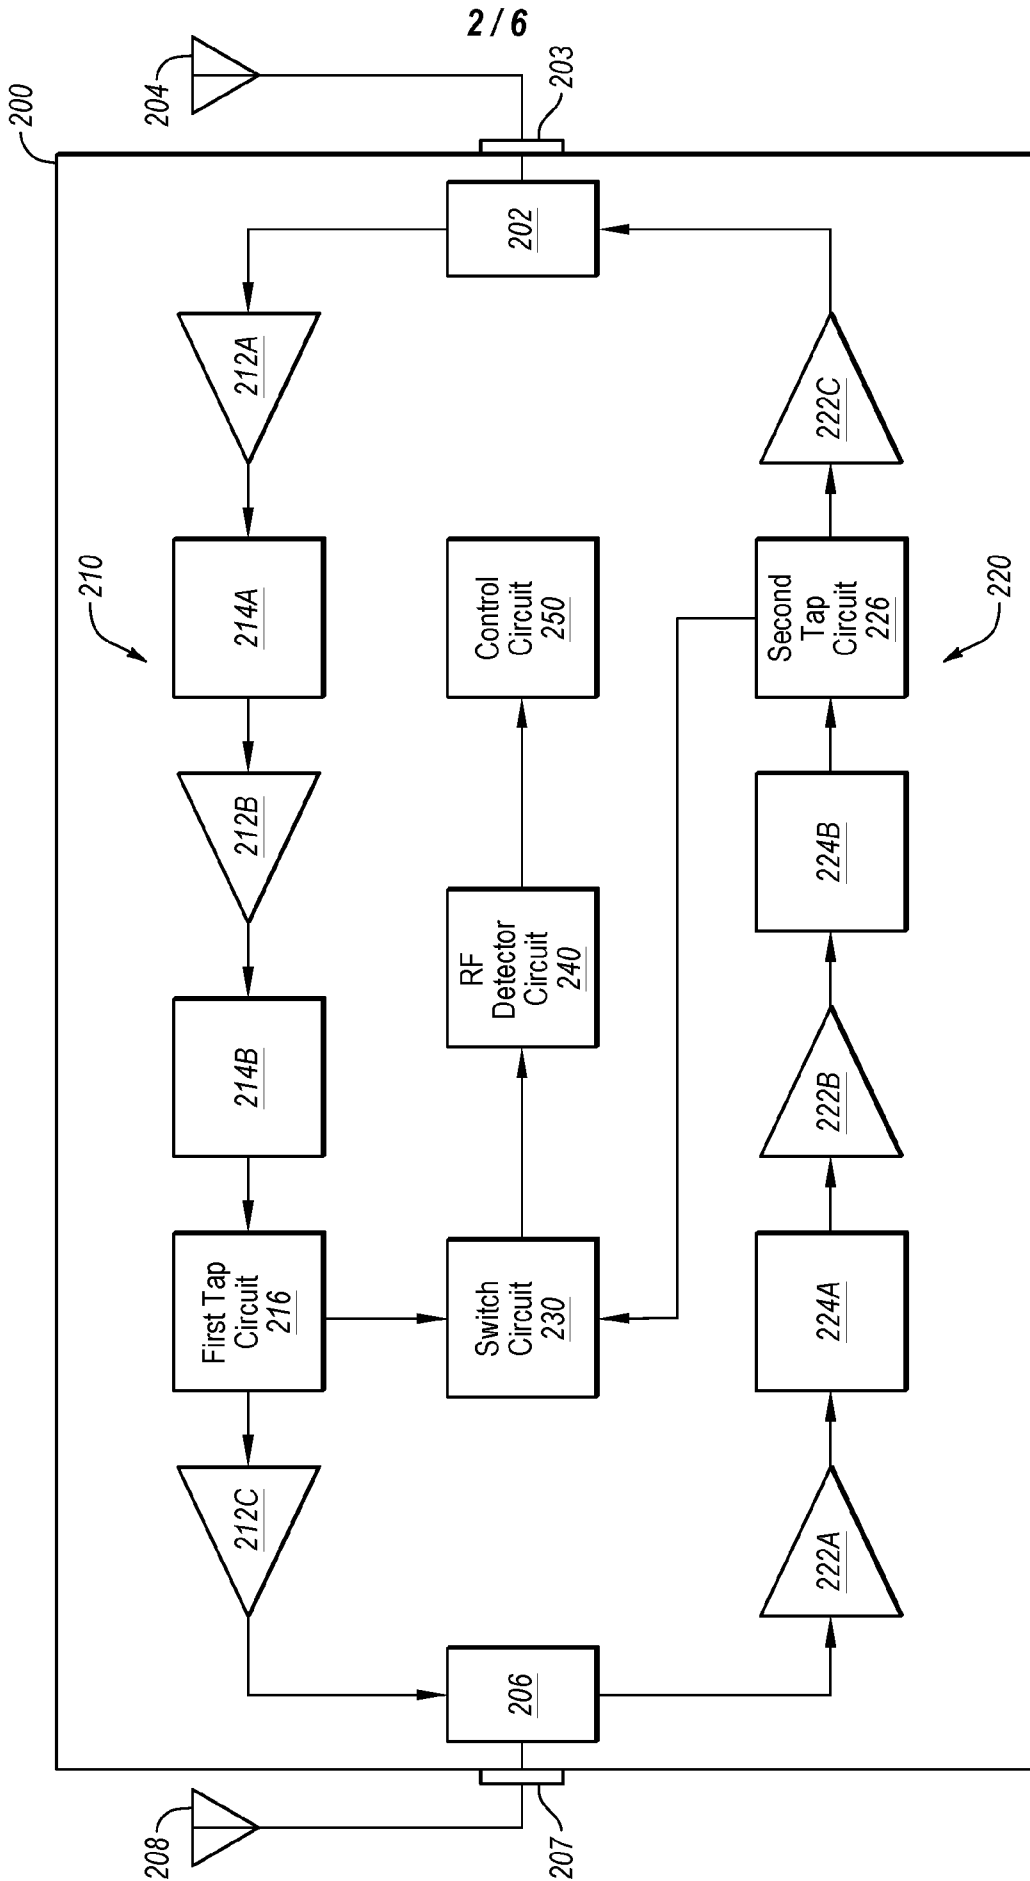 2 / 6
200
204
203
202
212A
210
214A
212B
214B
First Tap
Circuit
216
212C
Control
Circuit
250
RF
Detector
Circuit
240
Switch
Circuit
230
206
207
208
222A
224A
222B
224B
Second
Tap
Circuit
226
222C
220